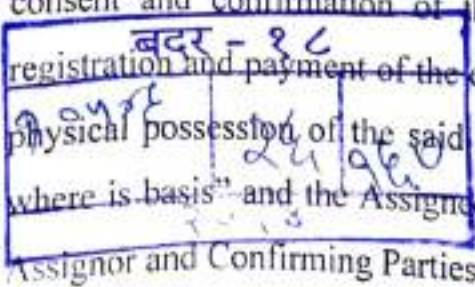 consent and confirmation of
बदर - १८
registration and payment of the
physical possession of the said
२५
where is basis" and the Assigne
Assignor and Confirming Parties